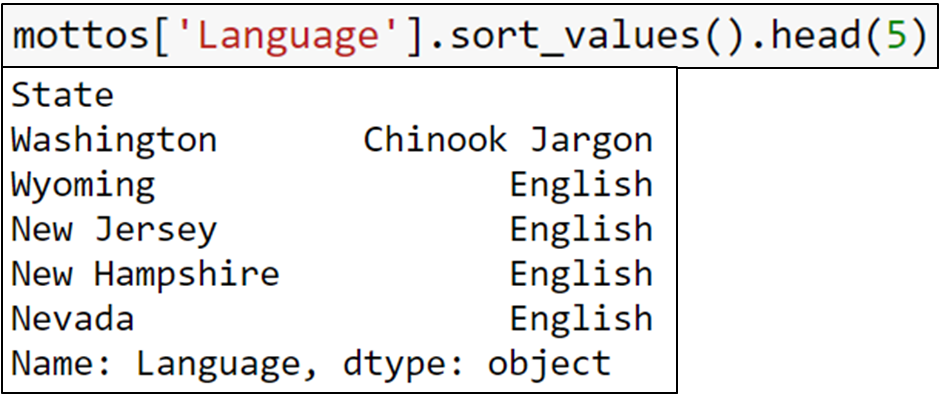 mottos['Language'].sort_values().head(5)
State
Washington Chinook Jargon
Wyoming English
New Jersey English
New Hampshire English
Nevada English
Name: Language, dtype: object